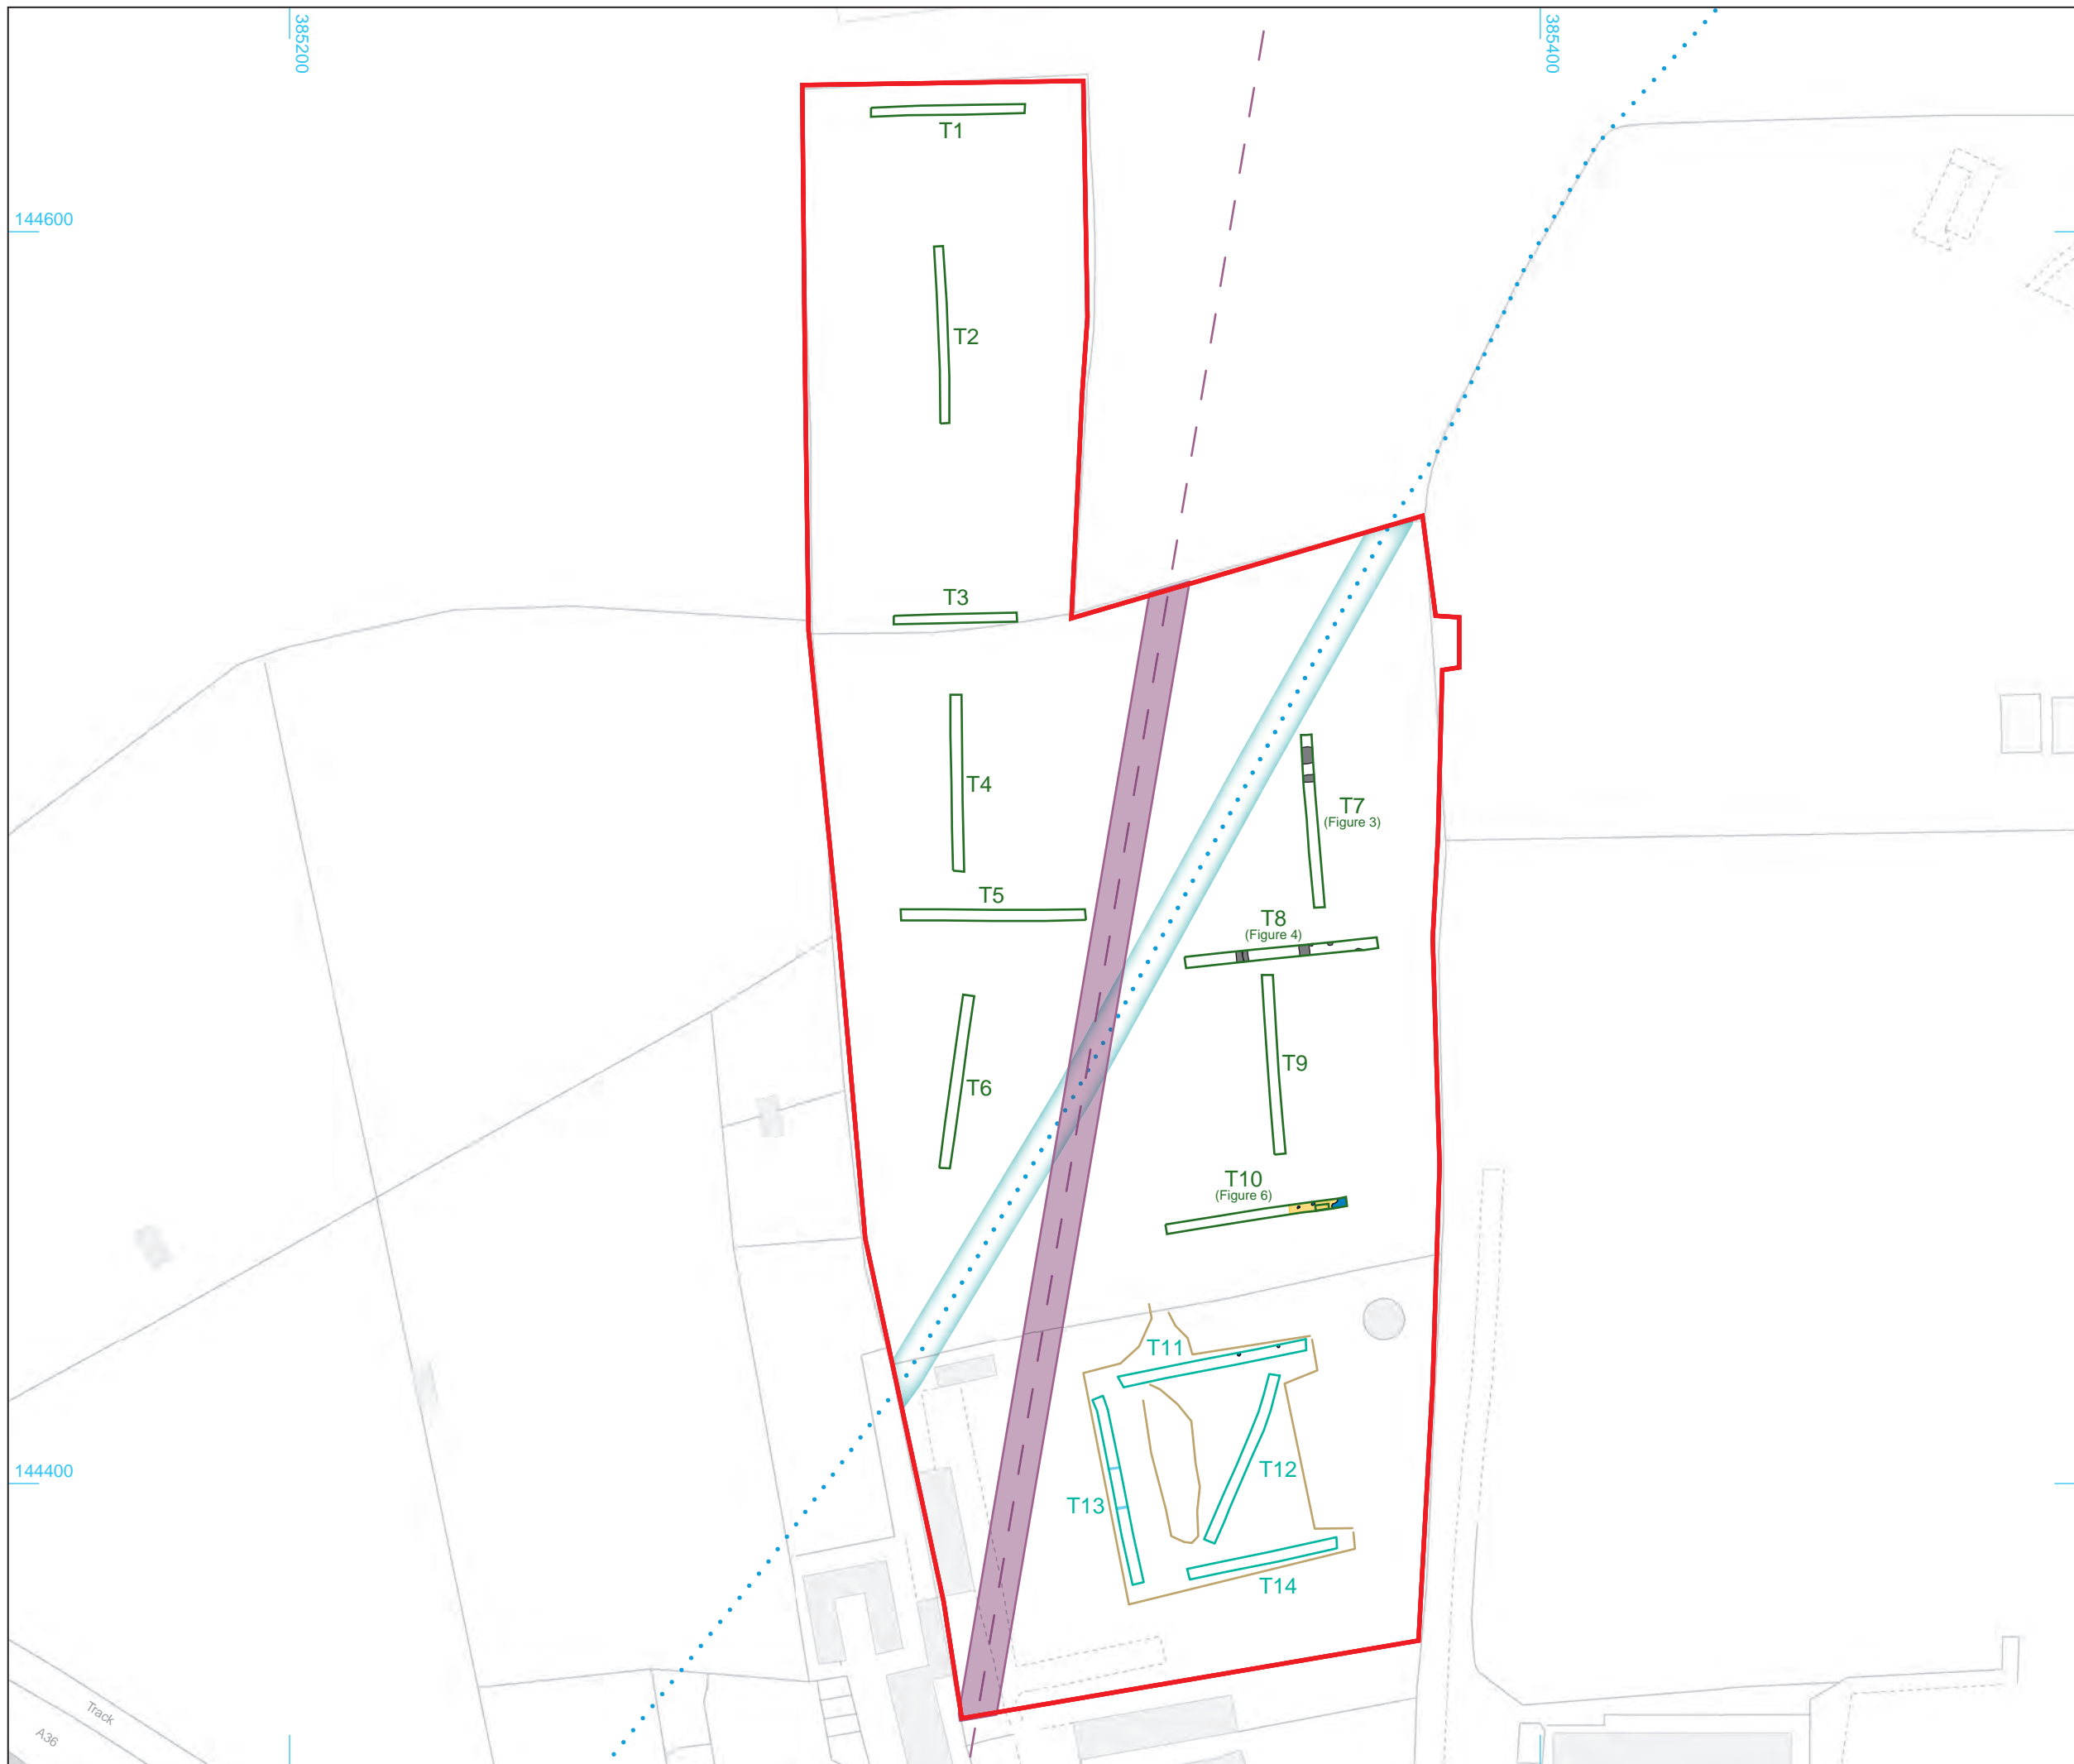 385200
385400
T1
144600
T2
T3
T4
T7
(Figure 3)
T5
T8
(Figure 4)
T9
T6
T10
(Figure 6)
T11
T12
144400
T13
T14
Track
A36